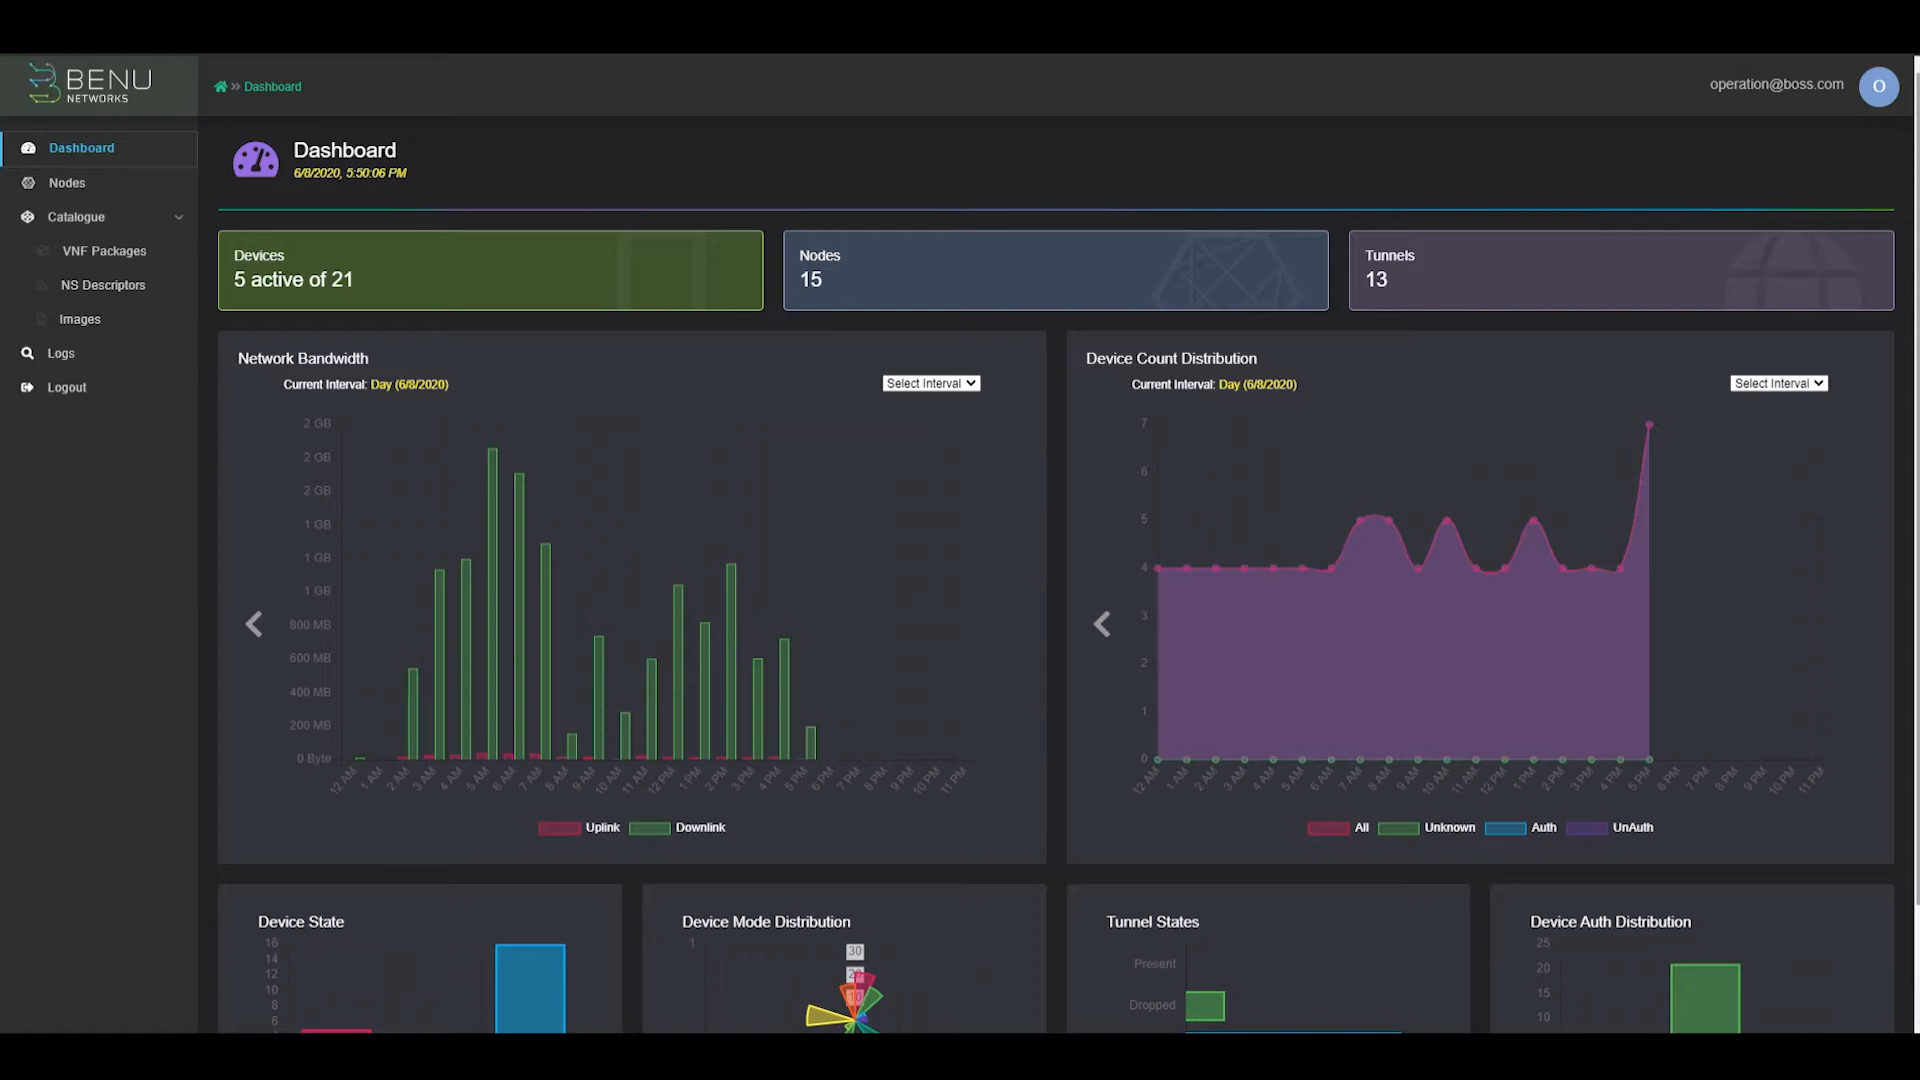 BENU
NETWORKS
» Dashboard
operation@boss.com
O
Dashboard
Nodes
Catalogue
VNF Packages
NS Descriptors
Images
Logs
Logout
Dashboard
6/8/2020, 5:50:06 PM
Devices
5 active of 21
Nodes
15
Tunnels
13
Network Bandwidth
Current Interval: Day (6/8/2020)
Select Interval
2 GB
2 GB
2 GB
1 GB
1 GB
1 GB
800 MB
600 MB
400 MB
200 MB
0 Byte
12 AM 1 AM 2 AM 3 AM 4 AM 5 AM 6 AM 7 AM 8 AM 9 AM 10 AM 11 AM 12 PM 1 PM 2 PM 3 PM 4 PM 5 PM 6 PM 7 PM 8 PM 9 PM 10 PM 11 PM
Uplink Downlink
Device Count Distribution
Current Interval: Day (6/8/2020)
Select Interval
7
6
5
4
3
2
1
0
12 AM 1 AM 2 AM 3 AM 4 AM 5 AM 6 AM 7 AM 8 AM 9 AM 10 AM 11 AM 12 PM 1 PM 2 PM 3 PM 4 PM 5 PM 6 PM 7 PM 8 PM 9 PM 10 PM 11 PM
All Unknown Auth UnAuth
Device State
16
14
12
10
8
6
Device Mode Distribution
1
30
20
10
Tunnel States
Present
Dropped
Device Auth Distribution
25
20
15
10